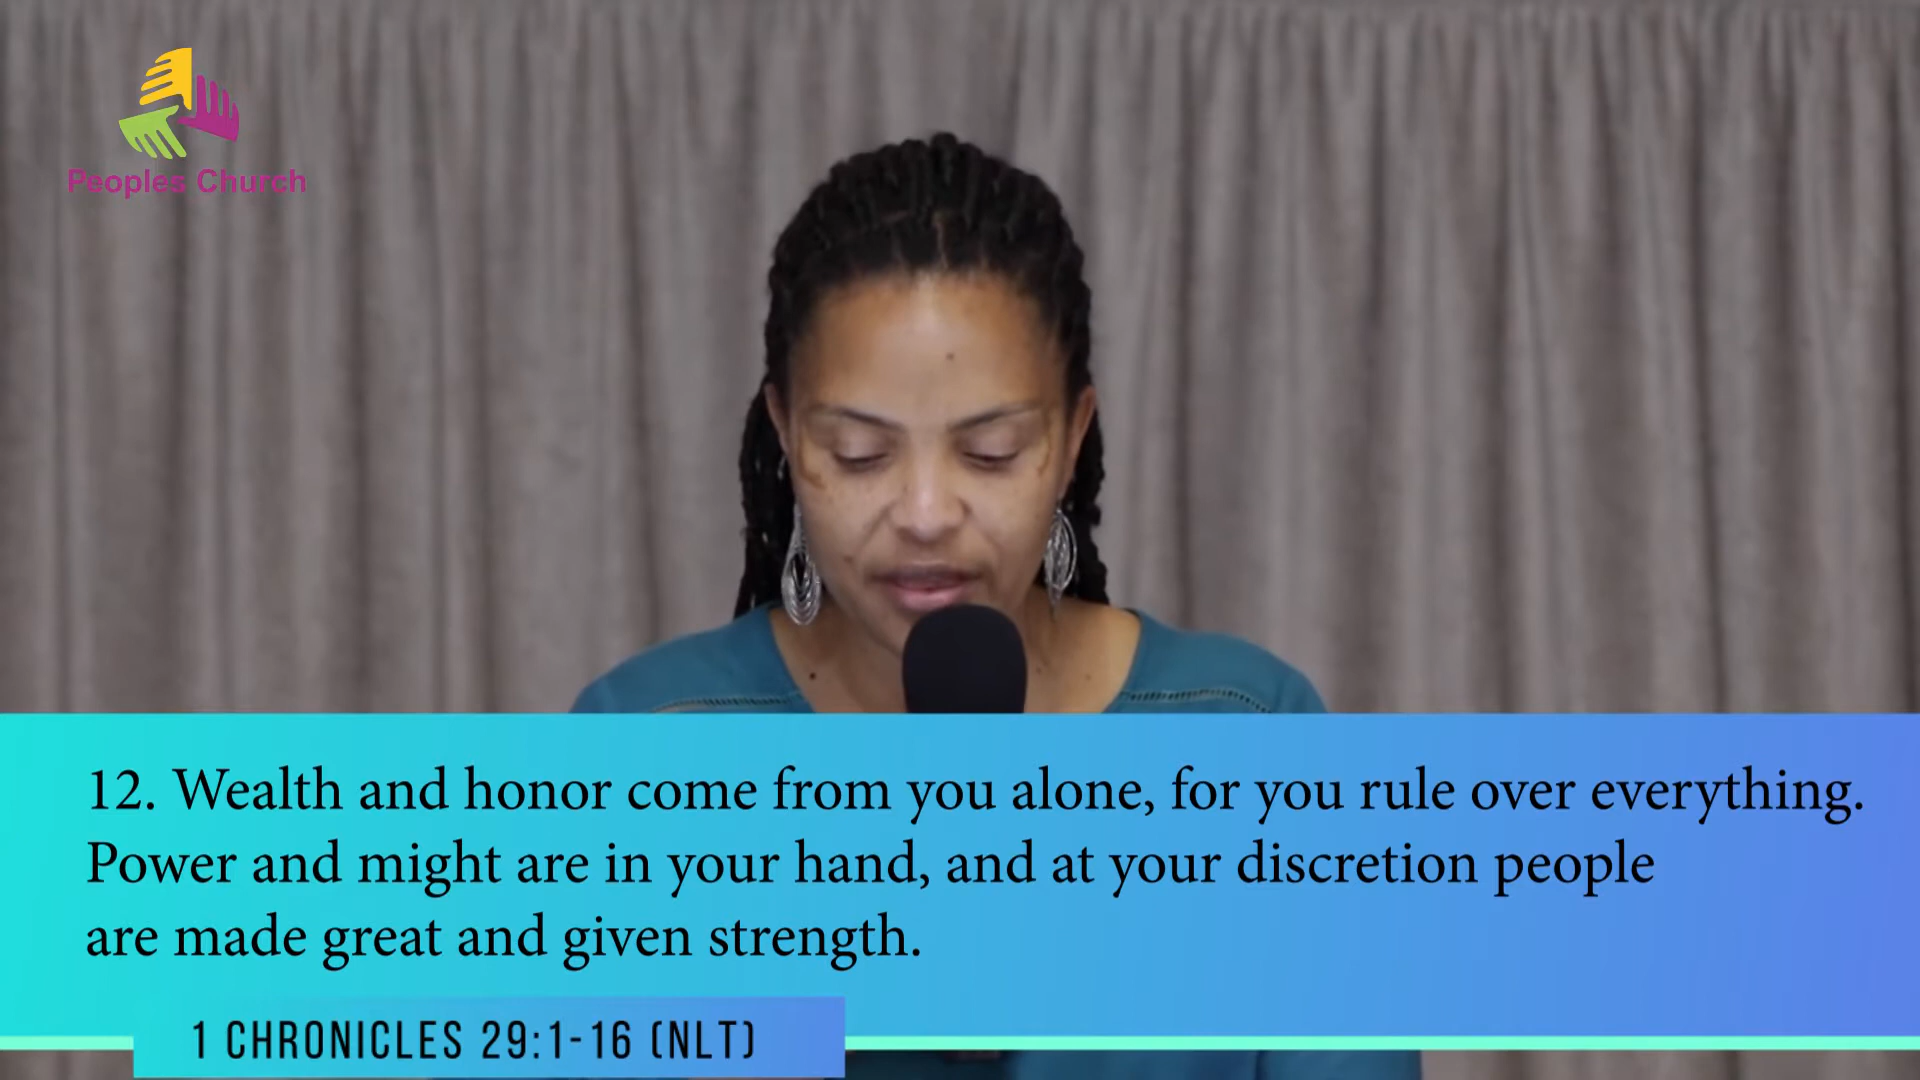 Peoples Church
12. Wealth and honor come from you alone, for you rule over everything.
Power and might are in your hand, and at your discretion people
are made great and given strength.
1 CHRONICLES 29:1-16 (NLT)